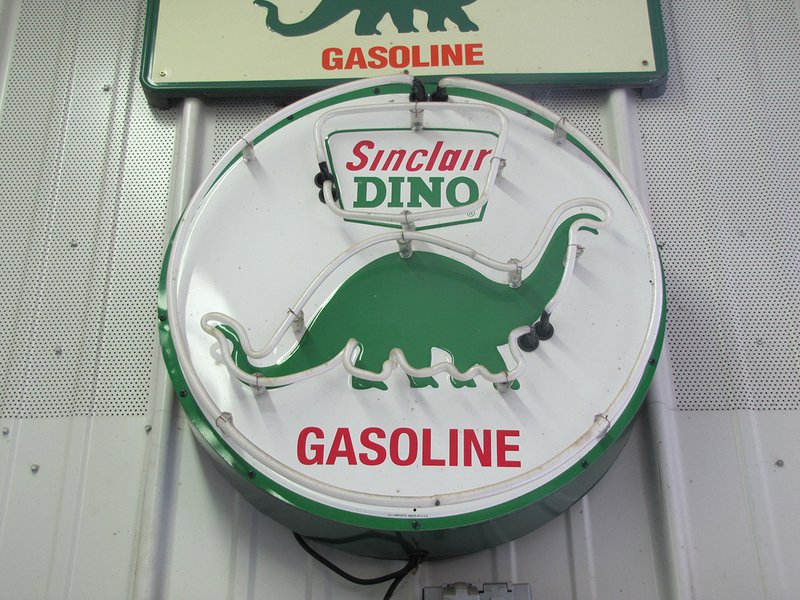 GASOLINE
Sinclair
DINO
®
GASOLINE